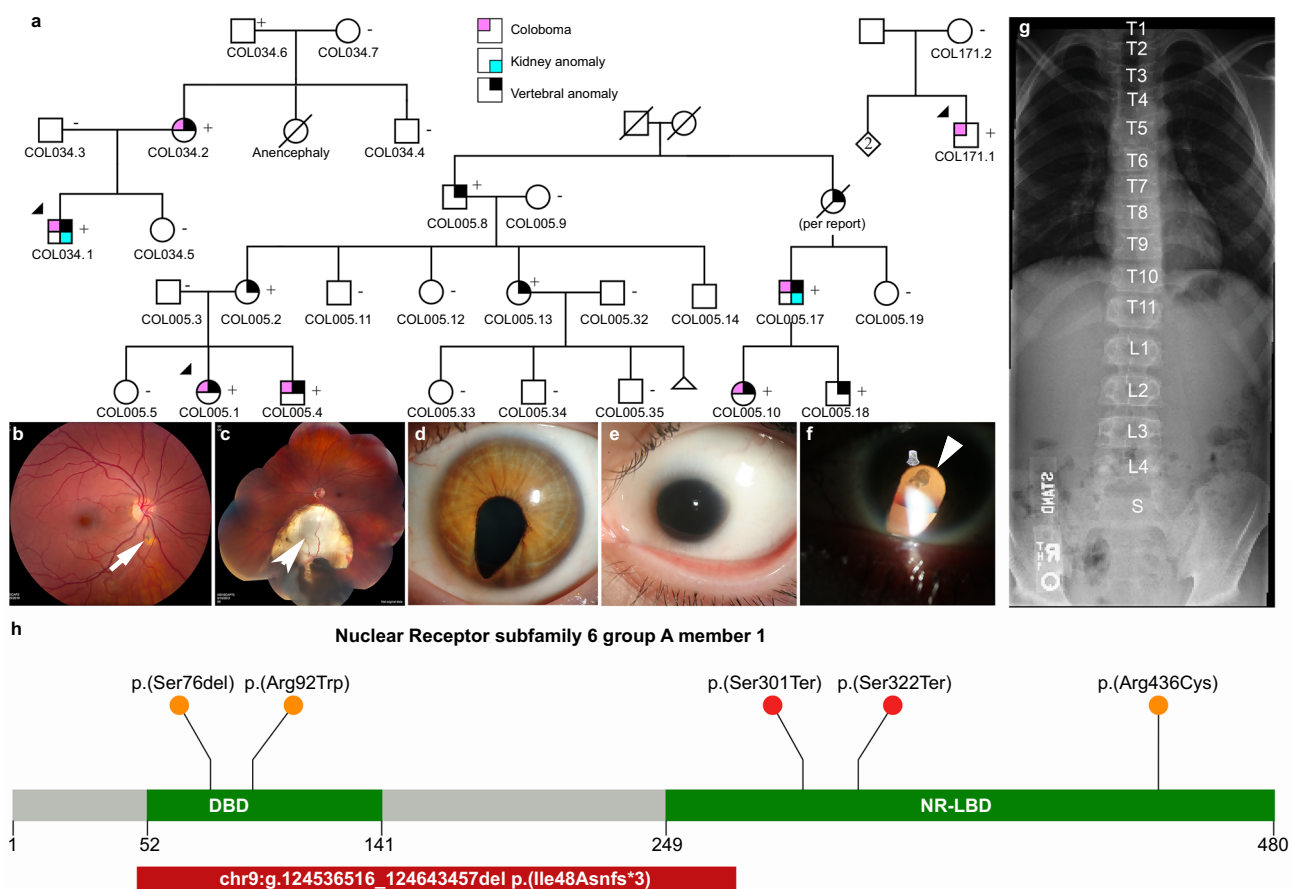 a
COL034.6
+
COL034.7
-
Coloboma
Kidney anomaly
Vertebral anomaly
COL171.2
-
COL034.3
-
COL034.2
+
Anencephaly
COL034.4
-
2
COL171.1
+
COL034.1
+
COL034.5
-
COL005.8
+
COL005.9
-
(per report)
COL005.3
-
COL005.2
+
COL005.11
-
COL005.12
-
COL005.13
+
COL005.32
-
COL005.14
COL005.17
+
COL005.19
-
COL005.5
-
COL005.1
+
COL005.4
+
COL005.33
-
COL005.34
-
COL005.35
-
COL005.10
+
COL005.18
+
b
c
d
e
f
g
T1
T2
T3
T4
T5
T6
T7
T8
T9
T10
T11
L1
L2
L3
L4
S
STAND
R
h
Nuclear Receptor subfamily 6 group A member 1
p.(Ser76del)
p.(Arg92Trp)
p.(Ser301Ter)
p.(Ser322Ter)
p.(Arg436Cys)
DBD
NR-LBD
1
52
141
249
480
chr9:g.124536516_124643457del p.(Ile48Asnfs*3)